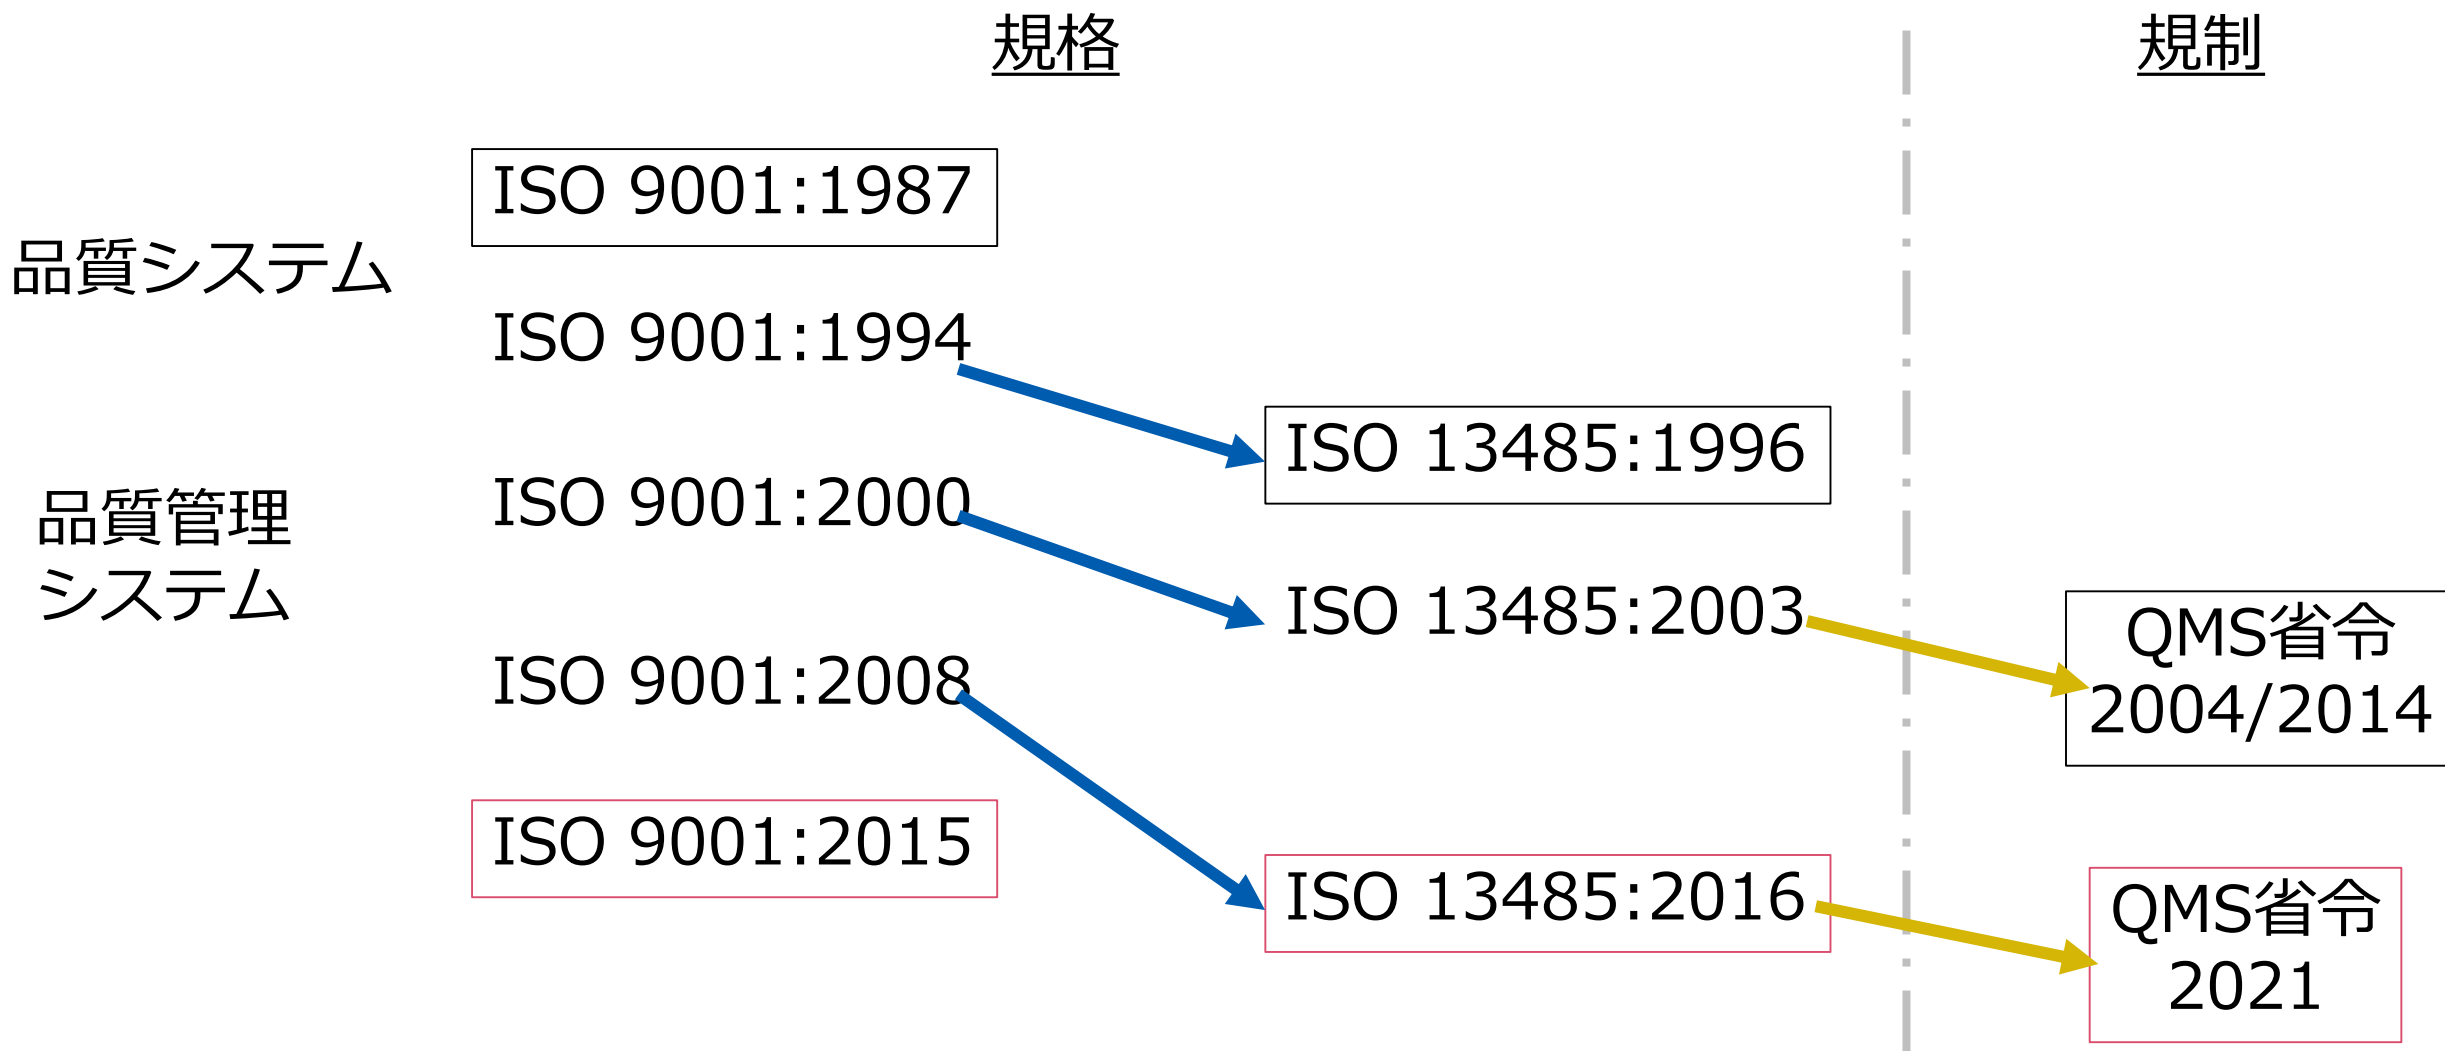 規格
規制
品質システム
ISO 9001:1987
ISO 9001:1994
ISO 13485:1996
品質管理
システム
ISO 9001:2000
ISO 13485:2003
QMS省令
2004/2014
ISO 9001:2008
ISO 9001:2015
ISO 13485:2016
QMS省令
2021